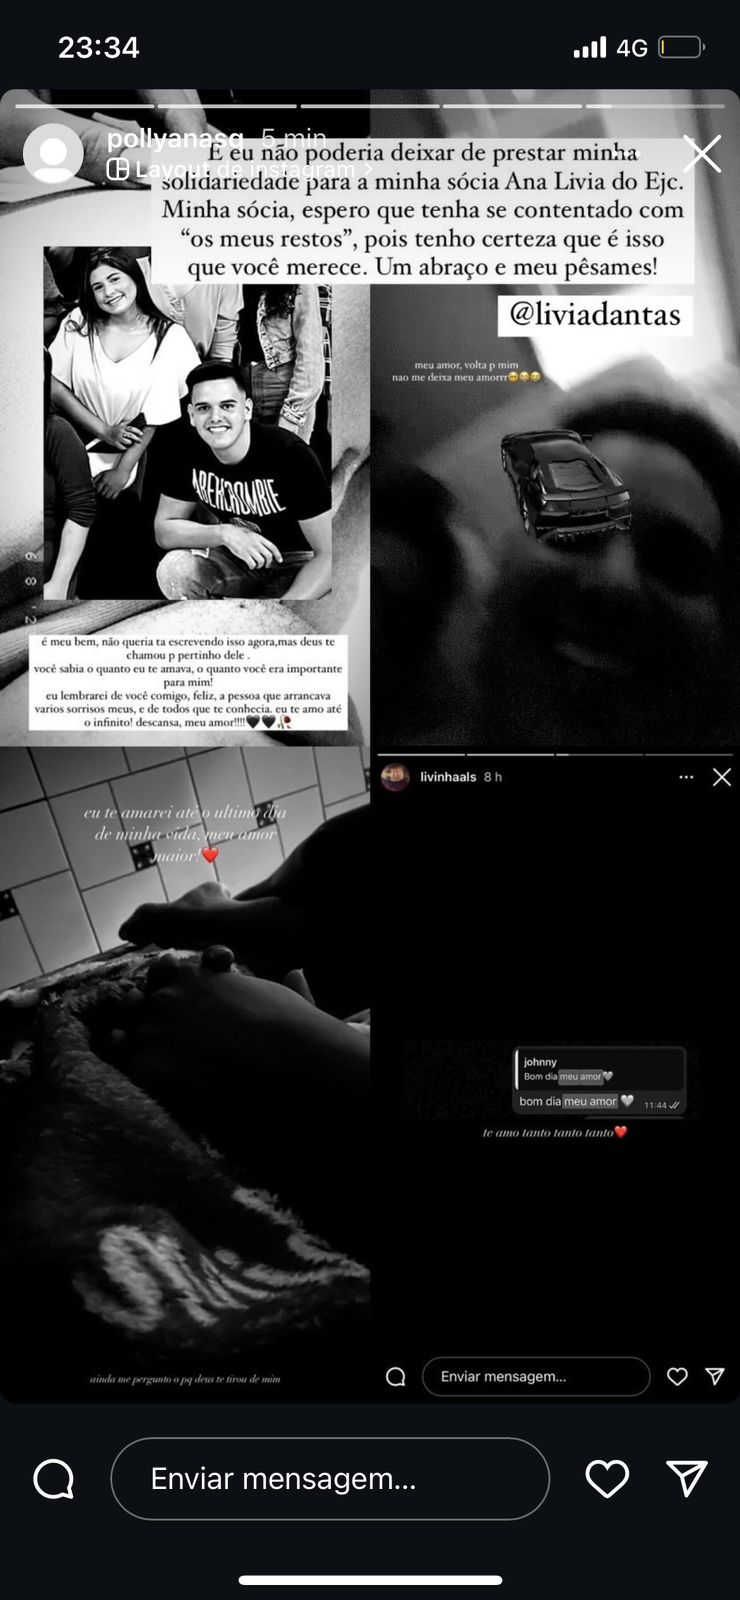 23:34
4G
pollyanasq 5 min
Layout de instagram >
E eu não poderia deixar de prestar minha
solidariedade para a minha sócia Ana Livia do Ejc.
Minha sócia, espero que tenha se contentado com
“os meus restos”, pois tenho certeza que é isso
que você merece. Um abraço e meu pêsames!
@liviadantas
meu amor, volta p mim
nao me deixa meu amorrr🥺😭😭
ABERCROMBIE
6
8
'2
é meu bem, não queria ta escrevendo isso agora,mas deus te
chamou p pertinho dele .
você sabia o quanto eu te amava, o quanto você era importante
para mim!
eu lembrarei de você comigo, feliz, a pessoa que arrancava
varios sorrisos meus, e de todos que te conhecia. eu te amo até
o infinito! descansa, meu amor!!!!🖤🖤🥀
eu te amarei até o ultimo dia
de minha vida, meu amor
maior!❤️
ainda me pergunto o pq deus te tirou de mim
livinhaals 8 h
johnny
Bom dia meu amor🤍
bom dia meu amor 🤍 11:44
te amo tanto tanto tanto❤️
Enviar mensagem...
Enviar mensagem...